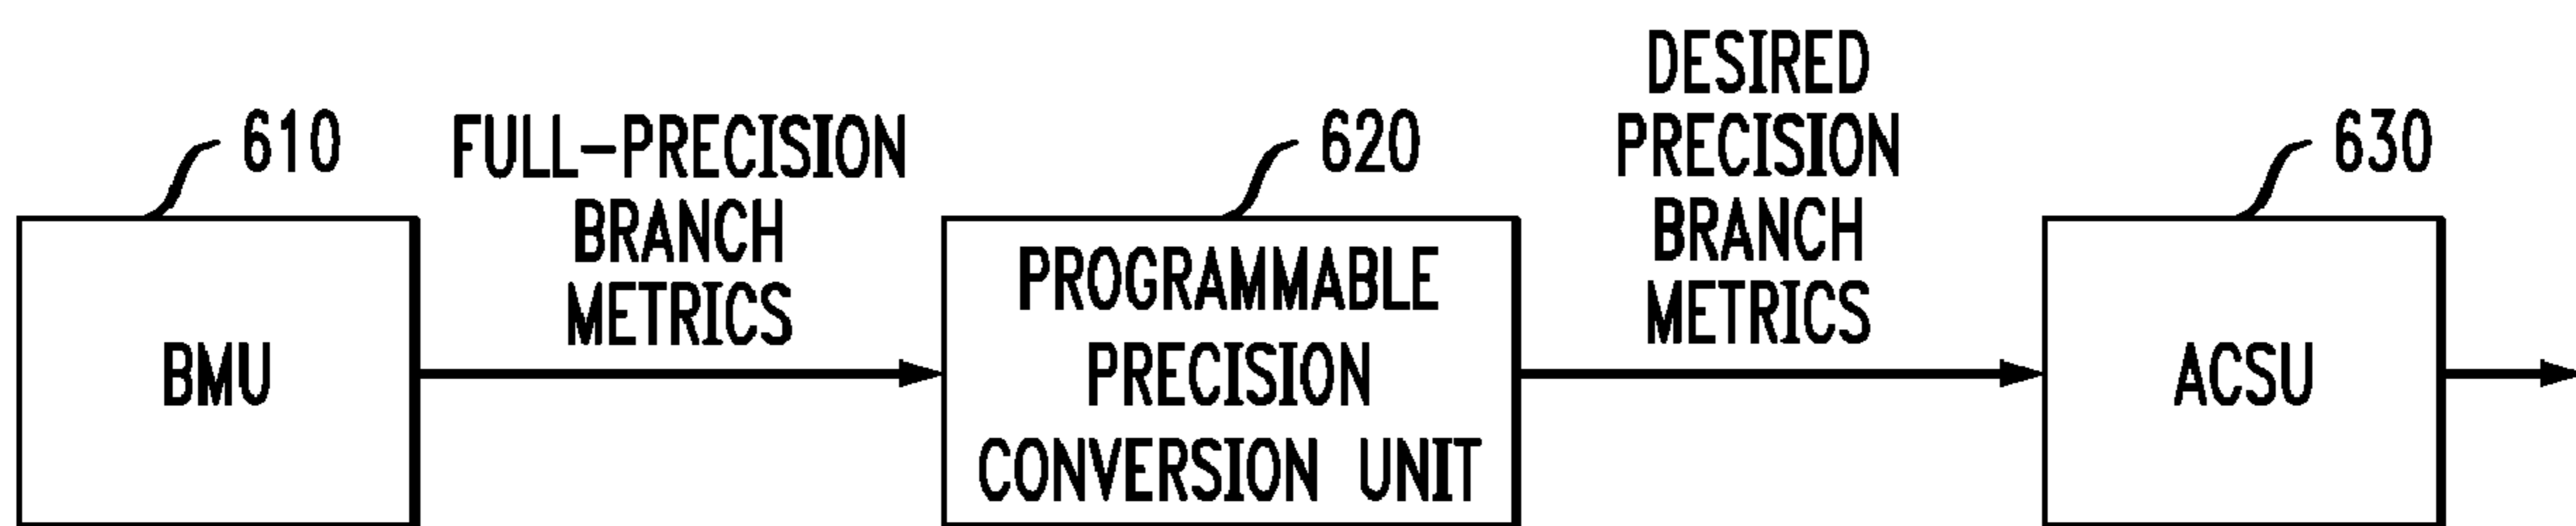 610
BMU
FULL-PRECISION
BRANCH
METRICS
620
PROGRAMMABLE
PRECISION
CONVERSION UNIT
DESIRED
PRECISION
BRANCH
METRICS
630
ACSU